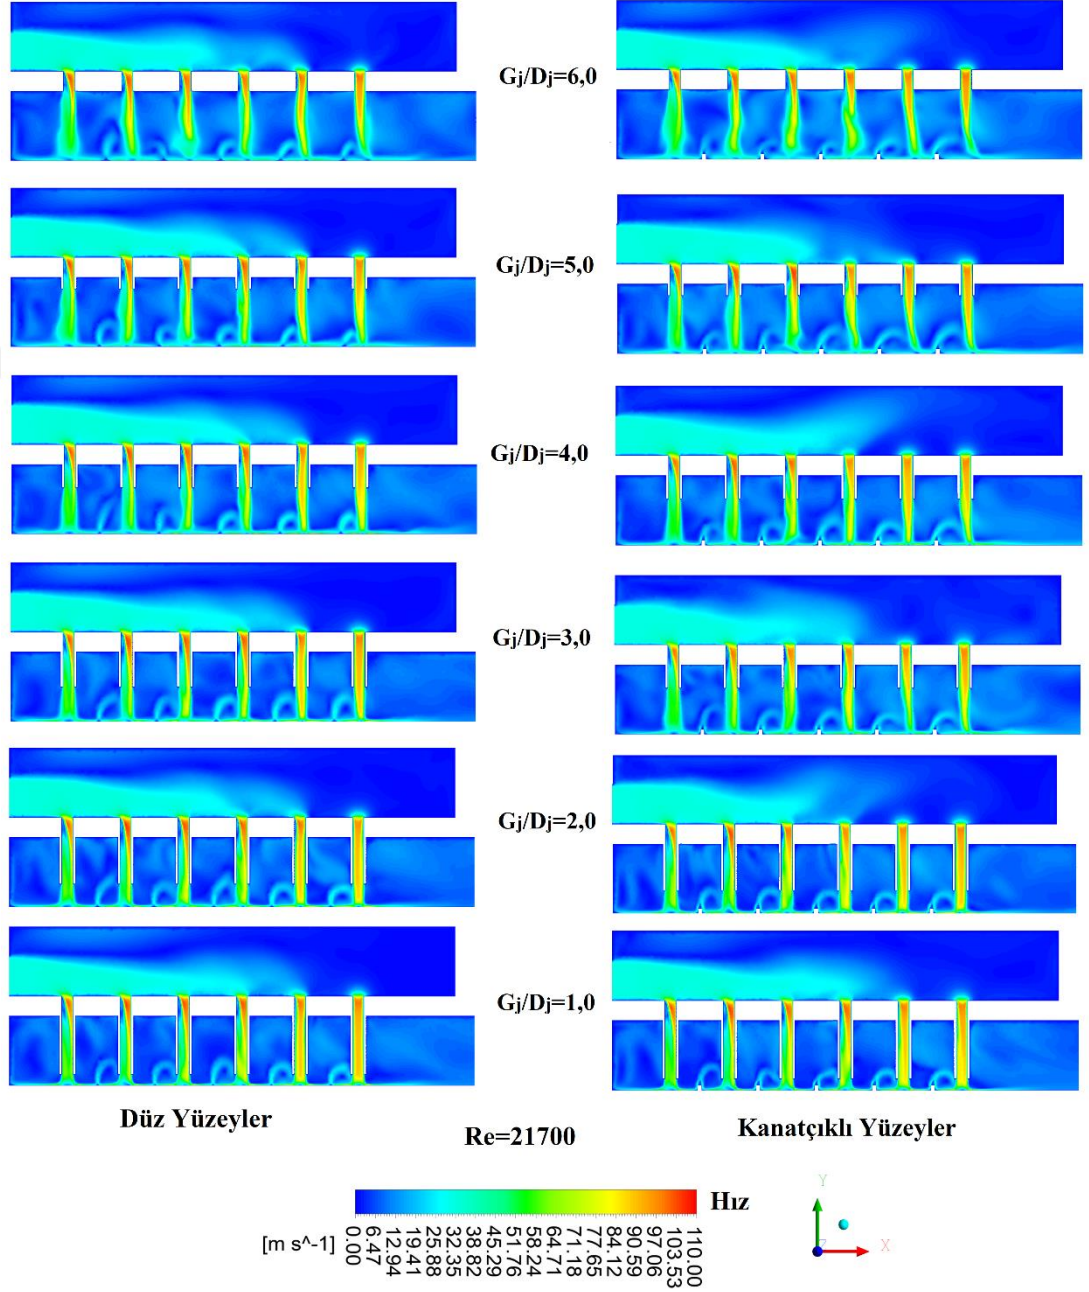 Gj/Dj=6,0
Gj/Dj=5,0
Gj/Dj=4,0
Gj/Dj=3,0
Gj/Dj=2,0
Gj/Dj=1,0
Düz Yüzeyler
Re=21700
Kanatçıklı Yüzeyler
Hız
0.00
6.47
12.94
19.41
25.88
32.35
38.82
45.29
51.76
58.24
64.71
71.18
77.65
84.12
90.59
97.06
103.53
110.00
[m s^-1]
Y
Z
X